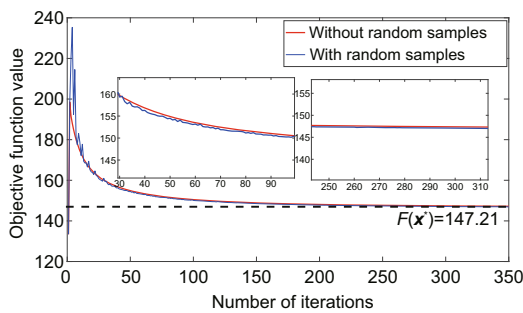 Objective function value
240
220
200
180
160
140
120
Without random samples
With random samples
160
155
150
145
30 40 50 60 70 80 90
155
150
145
140
250 260 270 280 290 300 310
F(x*)=147.21
0 50 100 150 200 250 300 350
Number of iterations